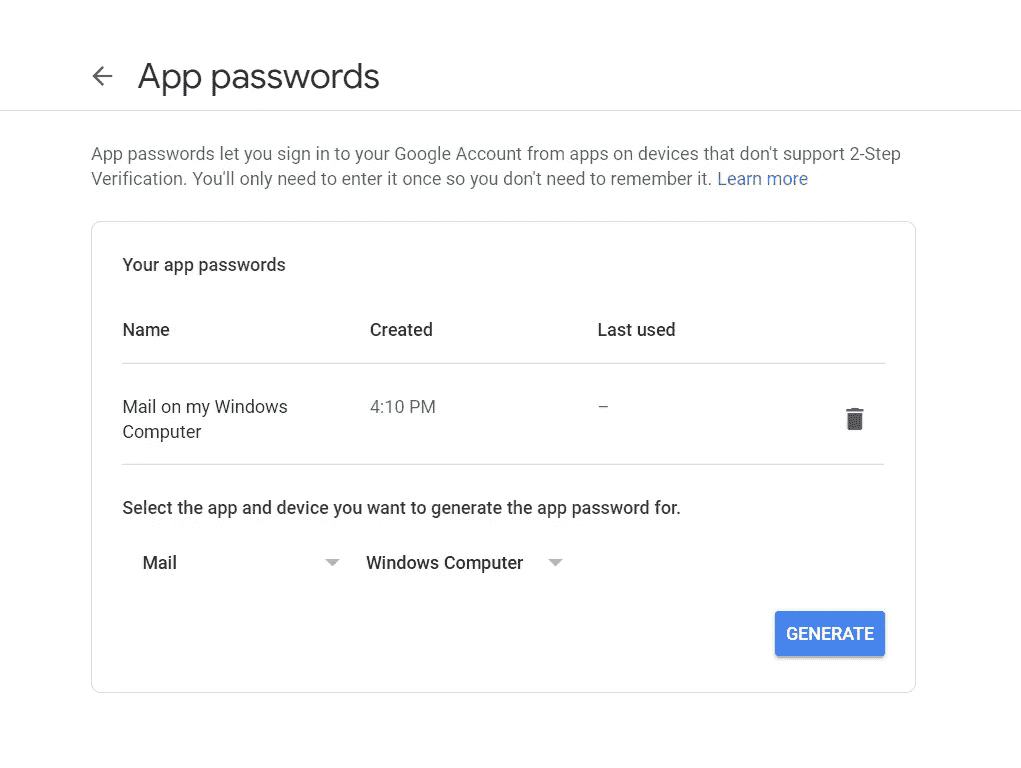 App passwords
App passwords let you sign in to your Google Account from apps on devices that don't support 2-Step
Verification. You'll only need to enter it once so you don't need to remember it. Learn more
Your app passwords
Name Created Last used
Mail on my Windows 4:10 PM –
Computer
Select the app and device you want to generate the app password for.
Mail Windows Computer
GENERATE